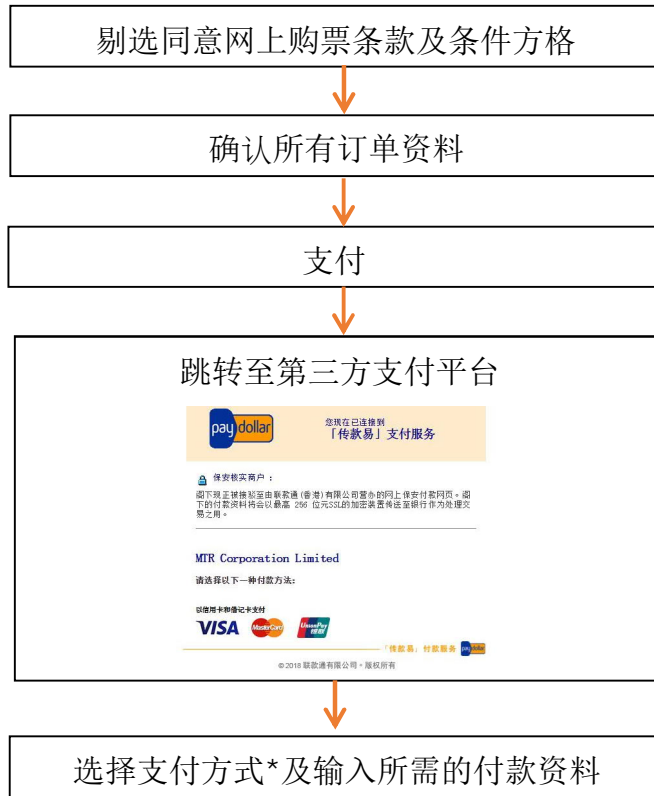 剔选同意网上购票条款及条件方格
确认所有订单资料
支付
跳转至第三方支付平台
pay dollar
您现在已连接到
「传款易」支付服务
保安核实商户：
阁下现正被接驳至由联款通(香港)有限公司营办的网上保安付款网页。阁
下的付款资料将会以最高 256 位元SSL的加密装置传送至银行作为处理交
易之用。
MTR Corporation Limited
请选择以下一种付款方法:
以信用卡和借记卡支付
VISA MasterCard UnionPay 银联
「传款易」付款服务 pay dollar
©2018 联款通有限公司。版权所有
选择支付方式*及输入所需的付款资料